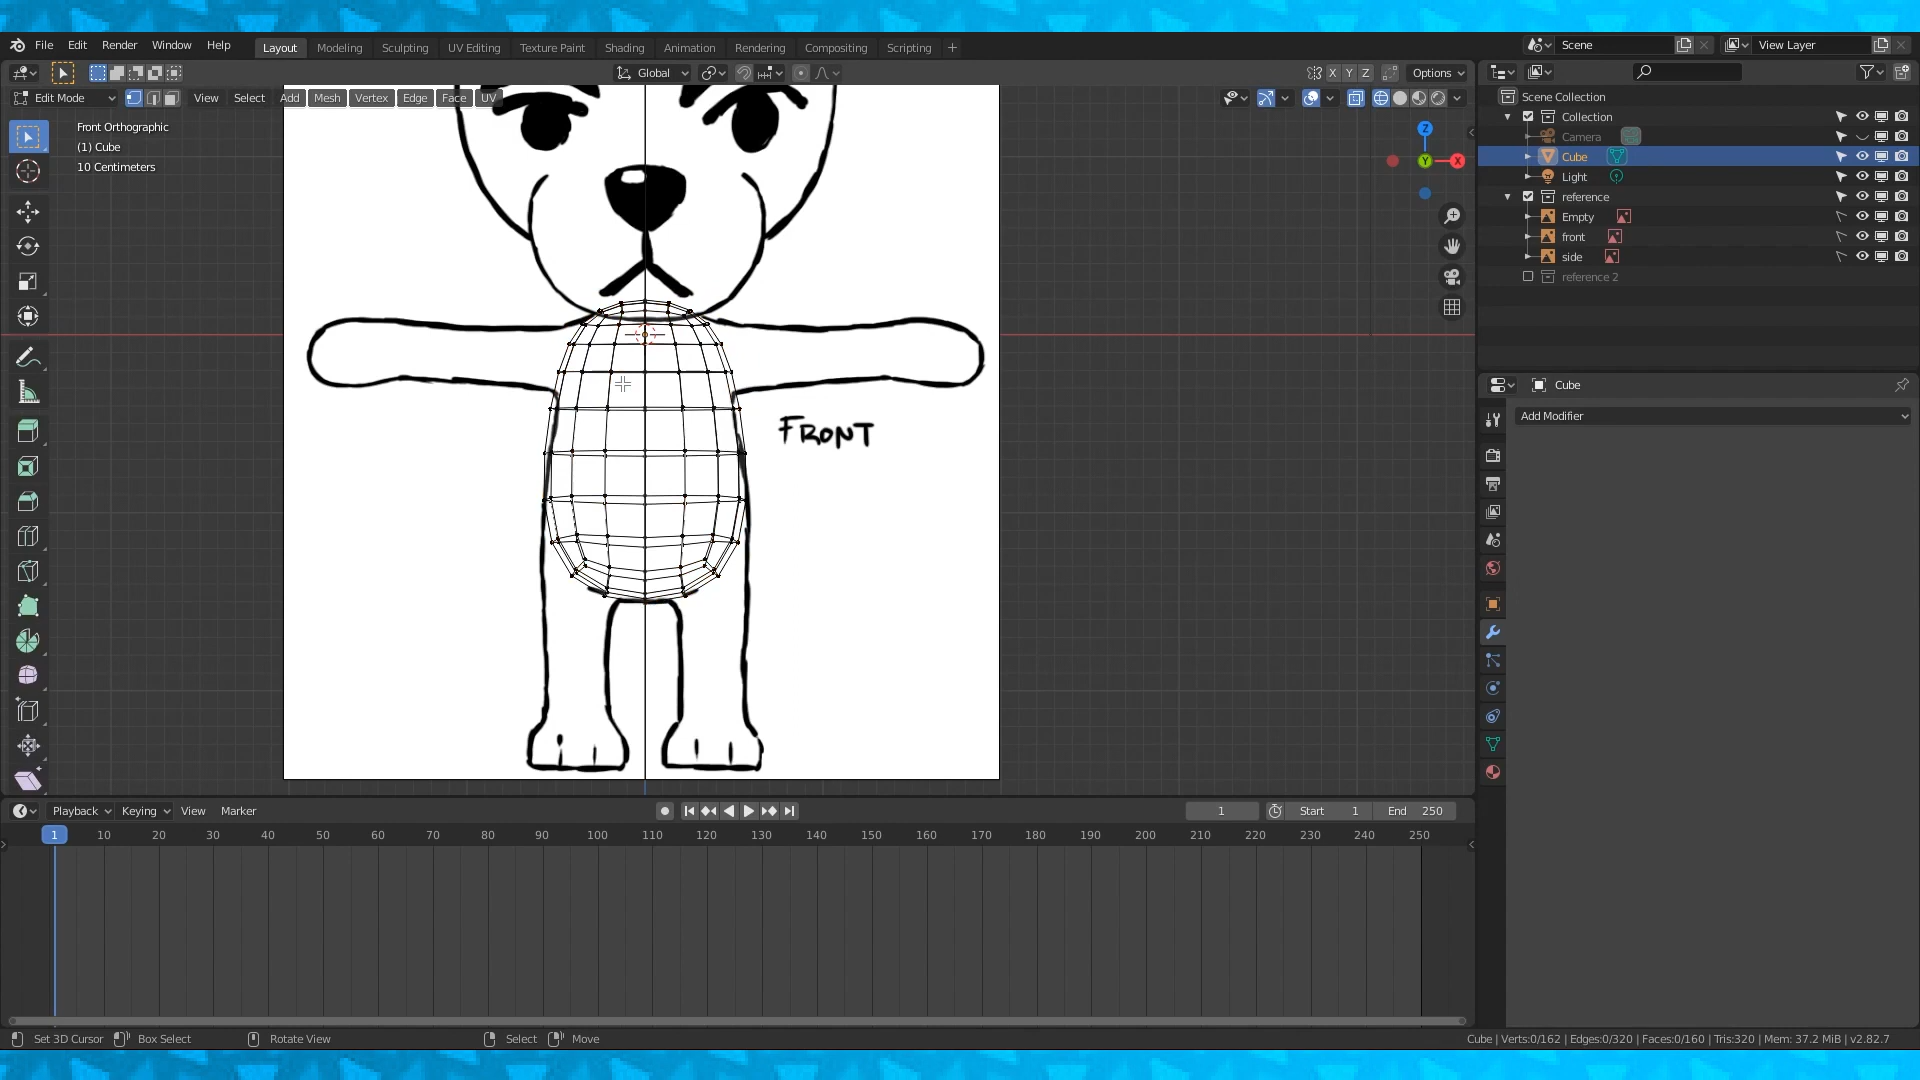 File Edit Render Window Help Layout Modeling Sculpting UV Editing Texture Paint Shading Animation Rendering Compositing Scripting + Scene View Layer
Global X Y Z Options
Edit Mode View Select Add Mesh Vertex Edge Face UV
Front Orthographic
(1) Cube
10 Centimeters
Z
Y X
FRONT
Scene Collection
Collection
Camera
Cube
Light
reference
Empty
front
side
reference 2
Cube
Add Modifier
Playback Keying View Marker 1 Start 1 End 250
1 10 20 30 40 50 60 70 80 90 100 110 120 130 140 150 160 170 180 190 200 210 220 230 240 250
Set 3D Cursor Box Select Rotate View Select Move Cube | Verts:0/162 | Edges:0/320 | Faces:0/160 | Tris:320 | Mem: 37.2 MiB | v2.82.7